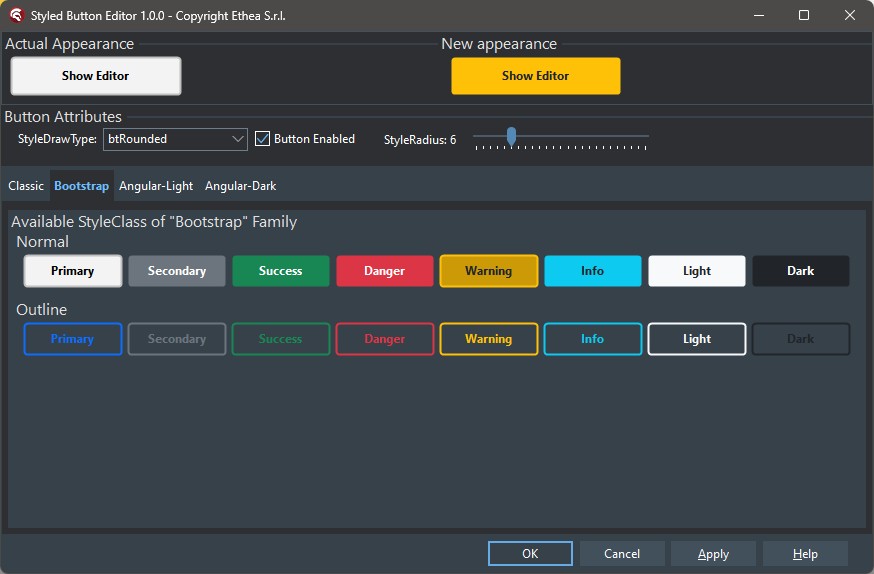 Styled Button Editor 1.0.0 - Copyright Ethea S.r.l.
Actual Appearance New appearance
Show Editor Show Editor
Button Attributes
StyleDrawType: btRounded Button Enabled StyleRadius: 6
Classic Bootstrap Angular-Light Angular-Dark
Available StyleClass of "Bootstrap" Family
Normal
Primary Secondary Success Danger Warning Info Light Dark
Outline
Primary Secondary Success Danger Warning Info Light Dark
OK Cancel Apply Help